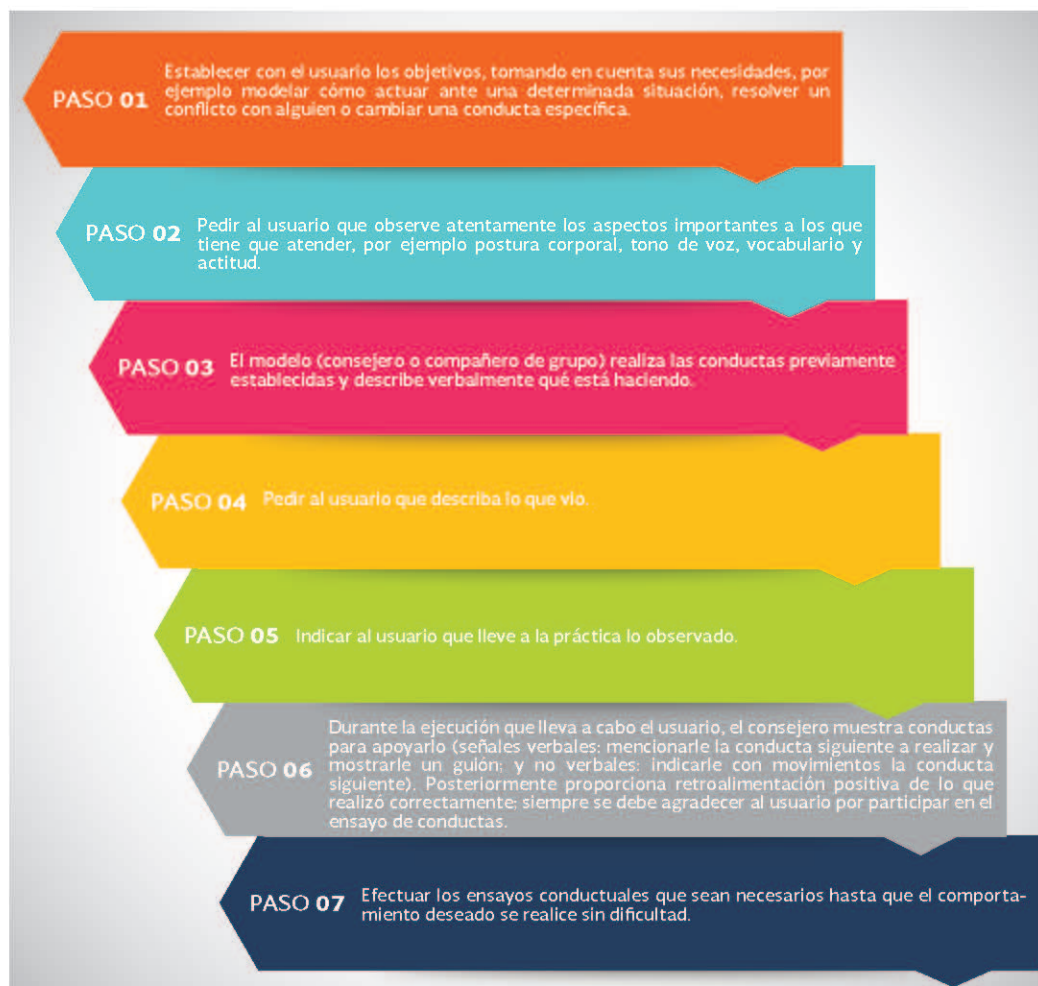 PASO 01
Establecer con el usuario los objetivos, tomando en cuenta sus necesidades, por
ejemplo modelar cómo actuar ante una determinada situación, resolver un
conflicto con alguien o cambiar una conducta específica.
PASO 02
Pedir al usuario que observe atentamente los aspectos importantes a los que
tiene que atender, por ejemplo postura corporal, tono de voz, vocabulario y
actitud.
PASO 03
El modelo (consejero o compañero de grupo) realiza las conductas previamente
establecidas y describe verbalmente qué está haciendo.
PASO 04
Pedir al usuario que describa lo que vio.
PASO 05
Indicar al usuario que lleve a la práctica lo observado.
PASO 06
Durante la ejecución que lleva a cabo el usuario, el consejero muestra conductas
para apoyarlo (señales verbales: mencionarle la conducta siguiente a realizar y
mostrarle un guión; y no verbales: indicarle con movimientos la conducta
siguiente). Posteriormente proporciona retroalimentación positiva de lo que
realizó correctamente; siempre se debe agradecer al usuario por participar en el
ensayo de conductas.
PASO 07
Efectuar los ensayos conductuales que sean necesarios hasta que el comporta-
miento deseado se realice sin dificultad.